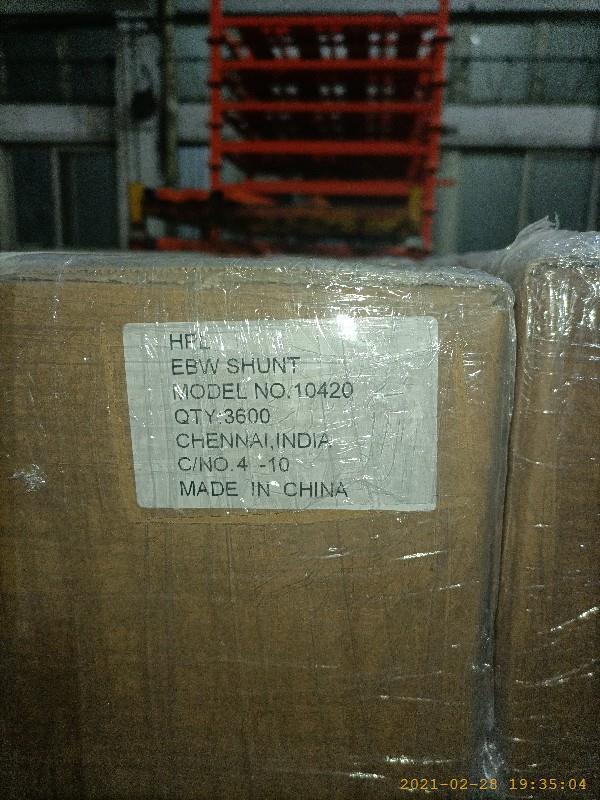 HPL
EBW SHUNT
MODEL NO.10420
QTY:3600
CHENNAI,INDIA
C/NO.4 -10
MADE IN CHINA
2021-02-28 19:35:04